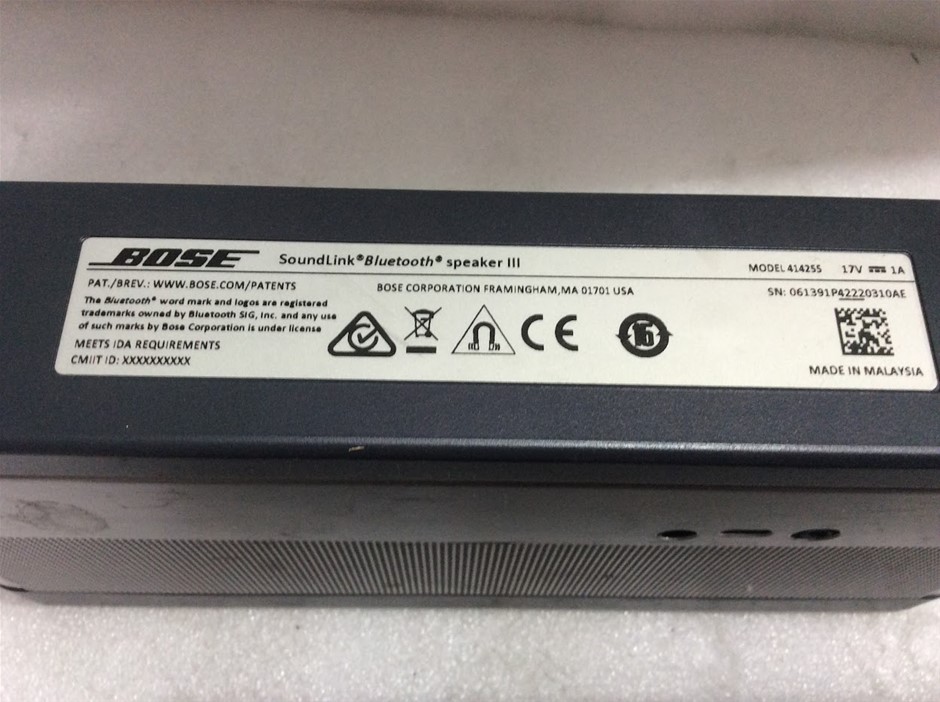 BOSE SoundLink® Bluetooth® speaker III
MODEL 414255 17V 1A
PAT./BREV.: WWW.BOSE.COM/PATENTS
BOSE CORPORATION FRAMINGHAM, MA 01701 USA
SN: 061391P42220310AE
The Bluetooth® word mark and logos are registered
trademarks owned by Bluetooth SIG, Inc. and any use
of such marks by Bose Corporation is under license
MEETS IDA REQUIREMENTS
CMIIT ID: XXXXXXXXXX
CE
15
MADE IN MALAYSIA